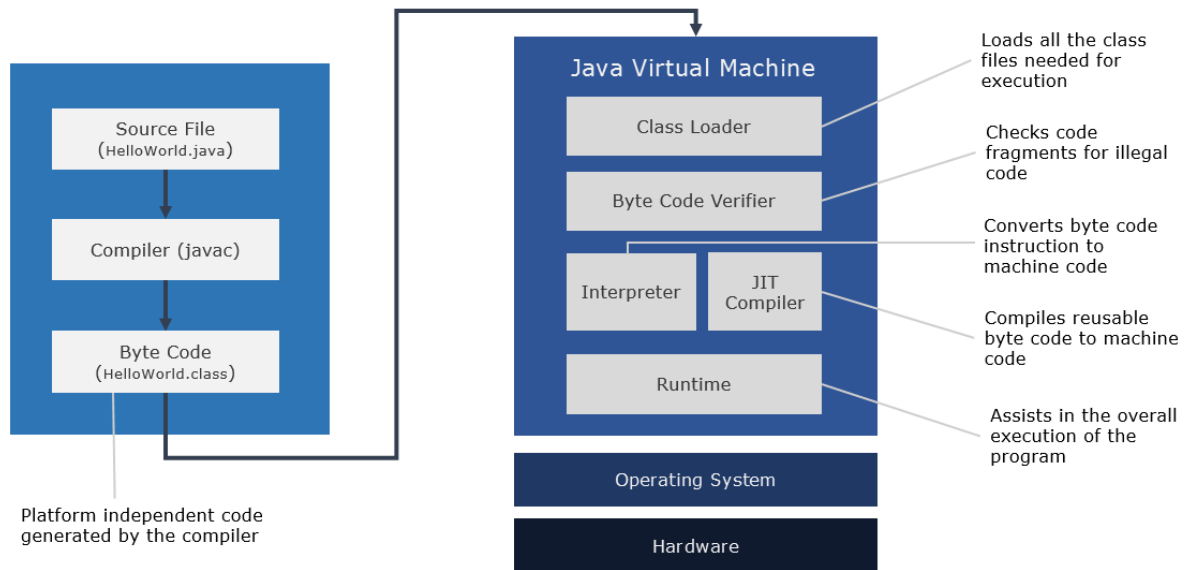 Source File
(HelloWorld.java)
Compiler (javac)
Byte Code
(HelloWorld.class)
Platform independent code
generated by the compiler
Java Virtual Machine
Class Loader
Byte Code Verifier
Interpreter
JIT
Compiler
Runtime
Operating System
Hardware
Loads all the class
files needed for
execution
Checks code
fragments for illegal
code
Converts byte code
instruction to
machine code
Compiles reusable
byte code to machine
code
Assists in the overall
execution of the
program